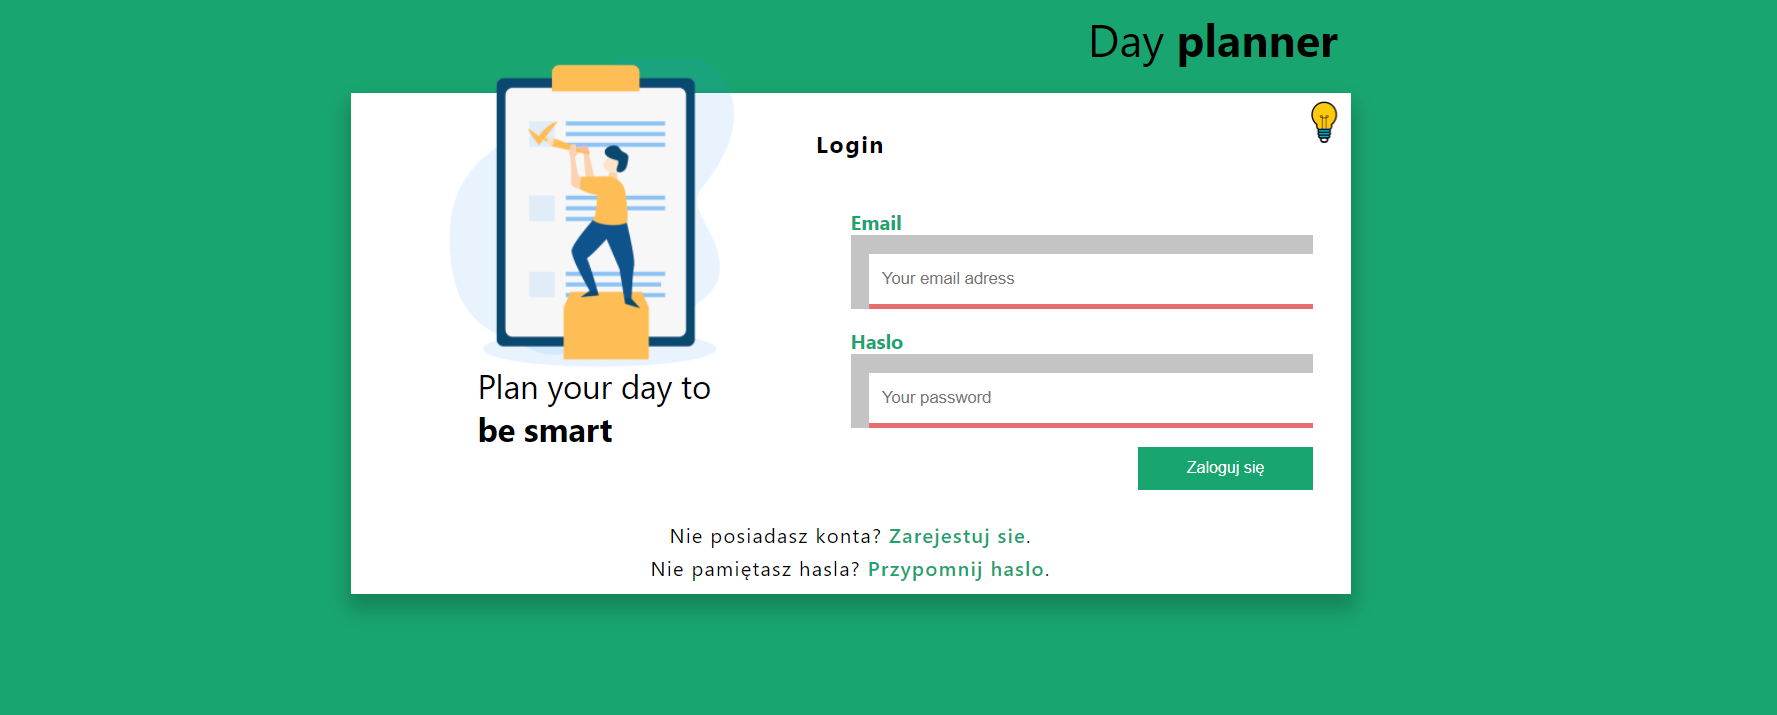 Day planner
Login
Email
Your email adress
Haslo
Your password
Zaloguj się
Plan your day to
be smart
Nie posiadasz konta? Zarejestuj sie.
Nie pamiętasz hasla? Przypomnij haslo.